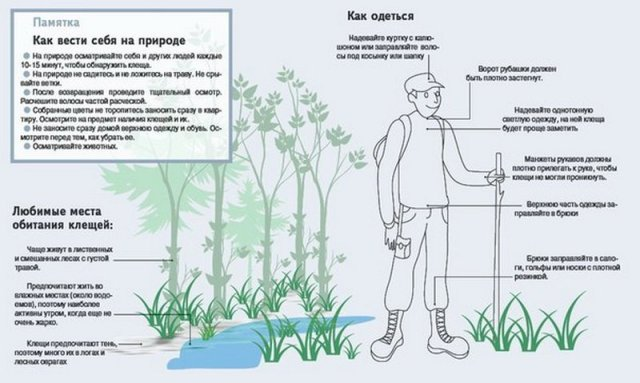 Памятка
Как вести себя на природе
На природе осматривайте себя и других людей каждые
10-15 минут, чтобы обнаружить клеща.
На природе не садитесь и не ложитесь на траву. Не сры-
вайте ветки.
После возвращения проведите тщательный осмотр.
Расчешите волосы частой расческой.
Собранные цветы не торопитесь заносить сразу в квар-
тиру. Осмотрите на предмет наличия клещей и их.
Не заносите сразу домой верхнюю одежду и обувь. Ос-
мотрите перед тем, как убрать ее.
Осматривайте животных.
Любимые места
обитания клещей:
Чаще живут в лиственных
и смешанных лесах с густой
травой.
Предпочитают жить во
влажных местах (около водо-
емов), поэтому наиболее
активны утром, когда еще не
очень жарко.
Клещи предпочитают тень,
поэтому много их в логах и
лесных оврагах
Как одеться
Надевайте куртку с капю-
шоном или заправляйте воло-
сы под косынку или шапку
Ворот рубашки должен
быть плотно застегнут.
Надевайте однотонную
светлую одежду, на ней клеща
будет проще заметить
Манжеты рукавов должны
плотно прилегать к руке, чтобы
клещи не могли проникнуть.
Верхнюю часть одежды за-
правляйте в брюки
Брюки заправляйте в сапо-
ги, гольфы или носки с плотной
резинкой.